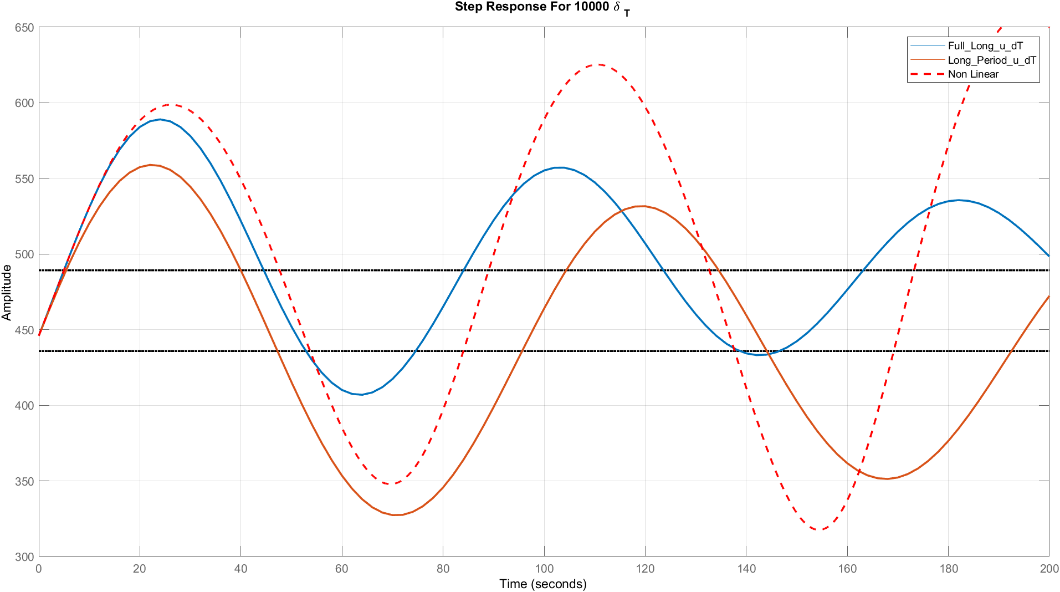 Step Response For 10000 δ T
650
600
550
500
450
400
350
300
Amplitude
0 20 40 60 80 100 120 140 160 180 200
Time (seconds)
Full_Long_u_dT
Long_Period_u_dT
Non Linear